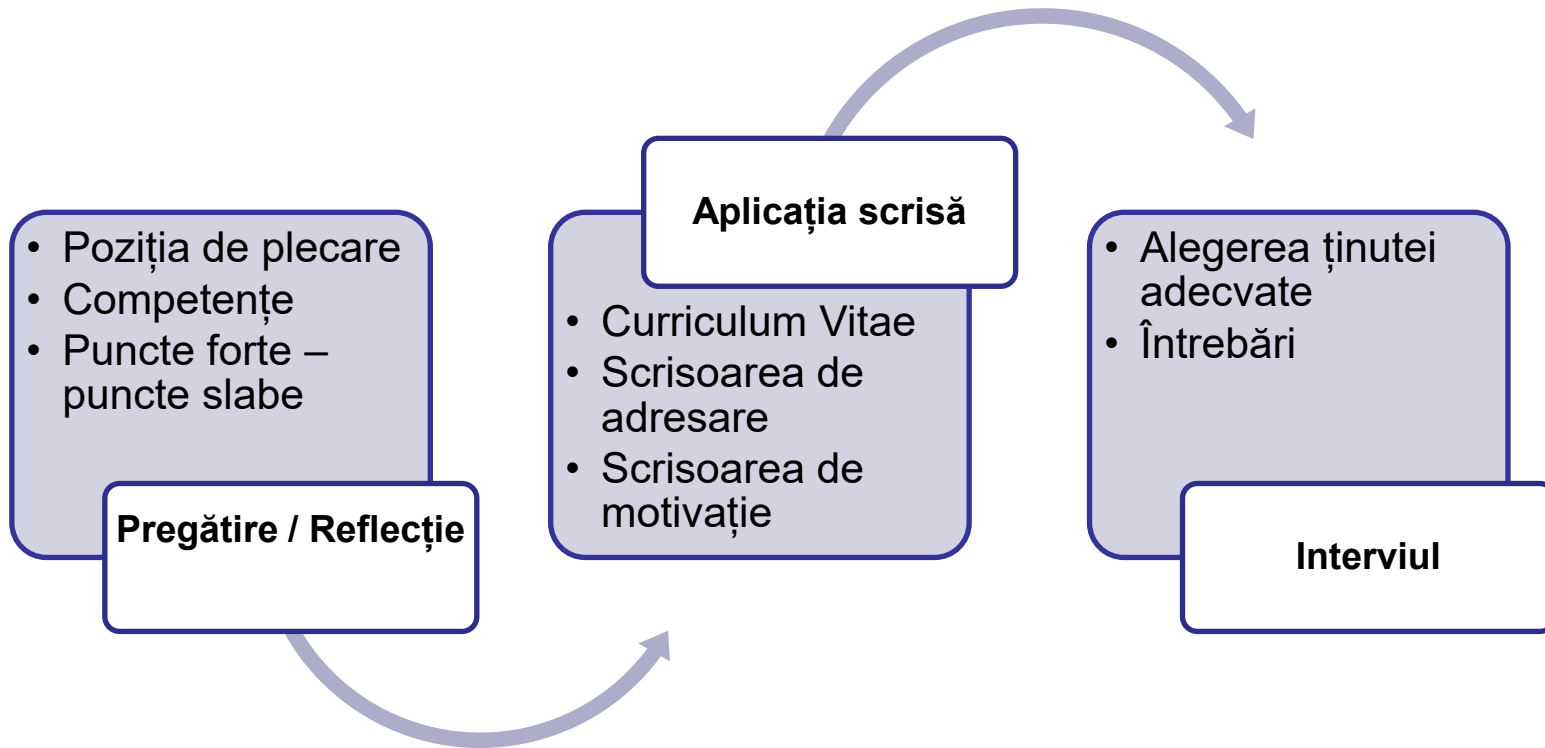 • Poziția de plecare
• Competențe
• Puncte forte –
puncte slabe
Pregătire / Reflecție
Aplicația scrisă
• Curriculum Vitae
• Scrisoarea de
adresare
• Scrisoarea de
motivație
• Alegerea ținutei
adecvate
• Întrebări
Interviul